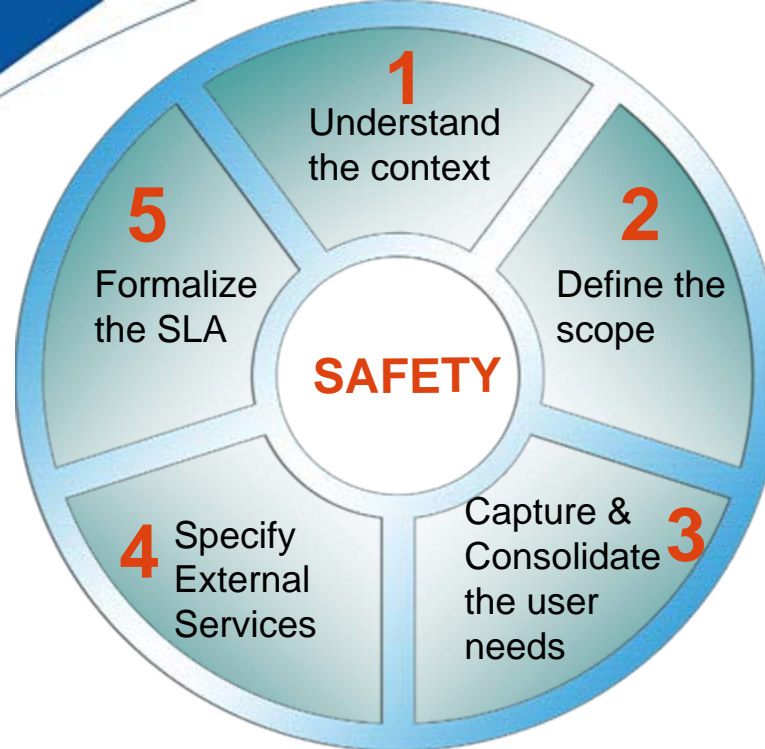 1
Understand
the context
2
Define the
scope
3
Capture &
Consolidate
the user
needs
4
Specify
External
Services
5
Formalize
the SLA
SAFETY